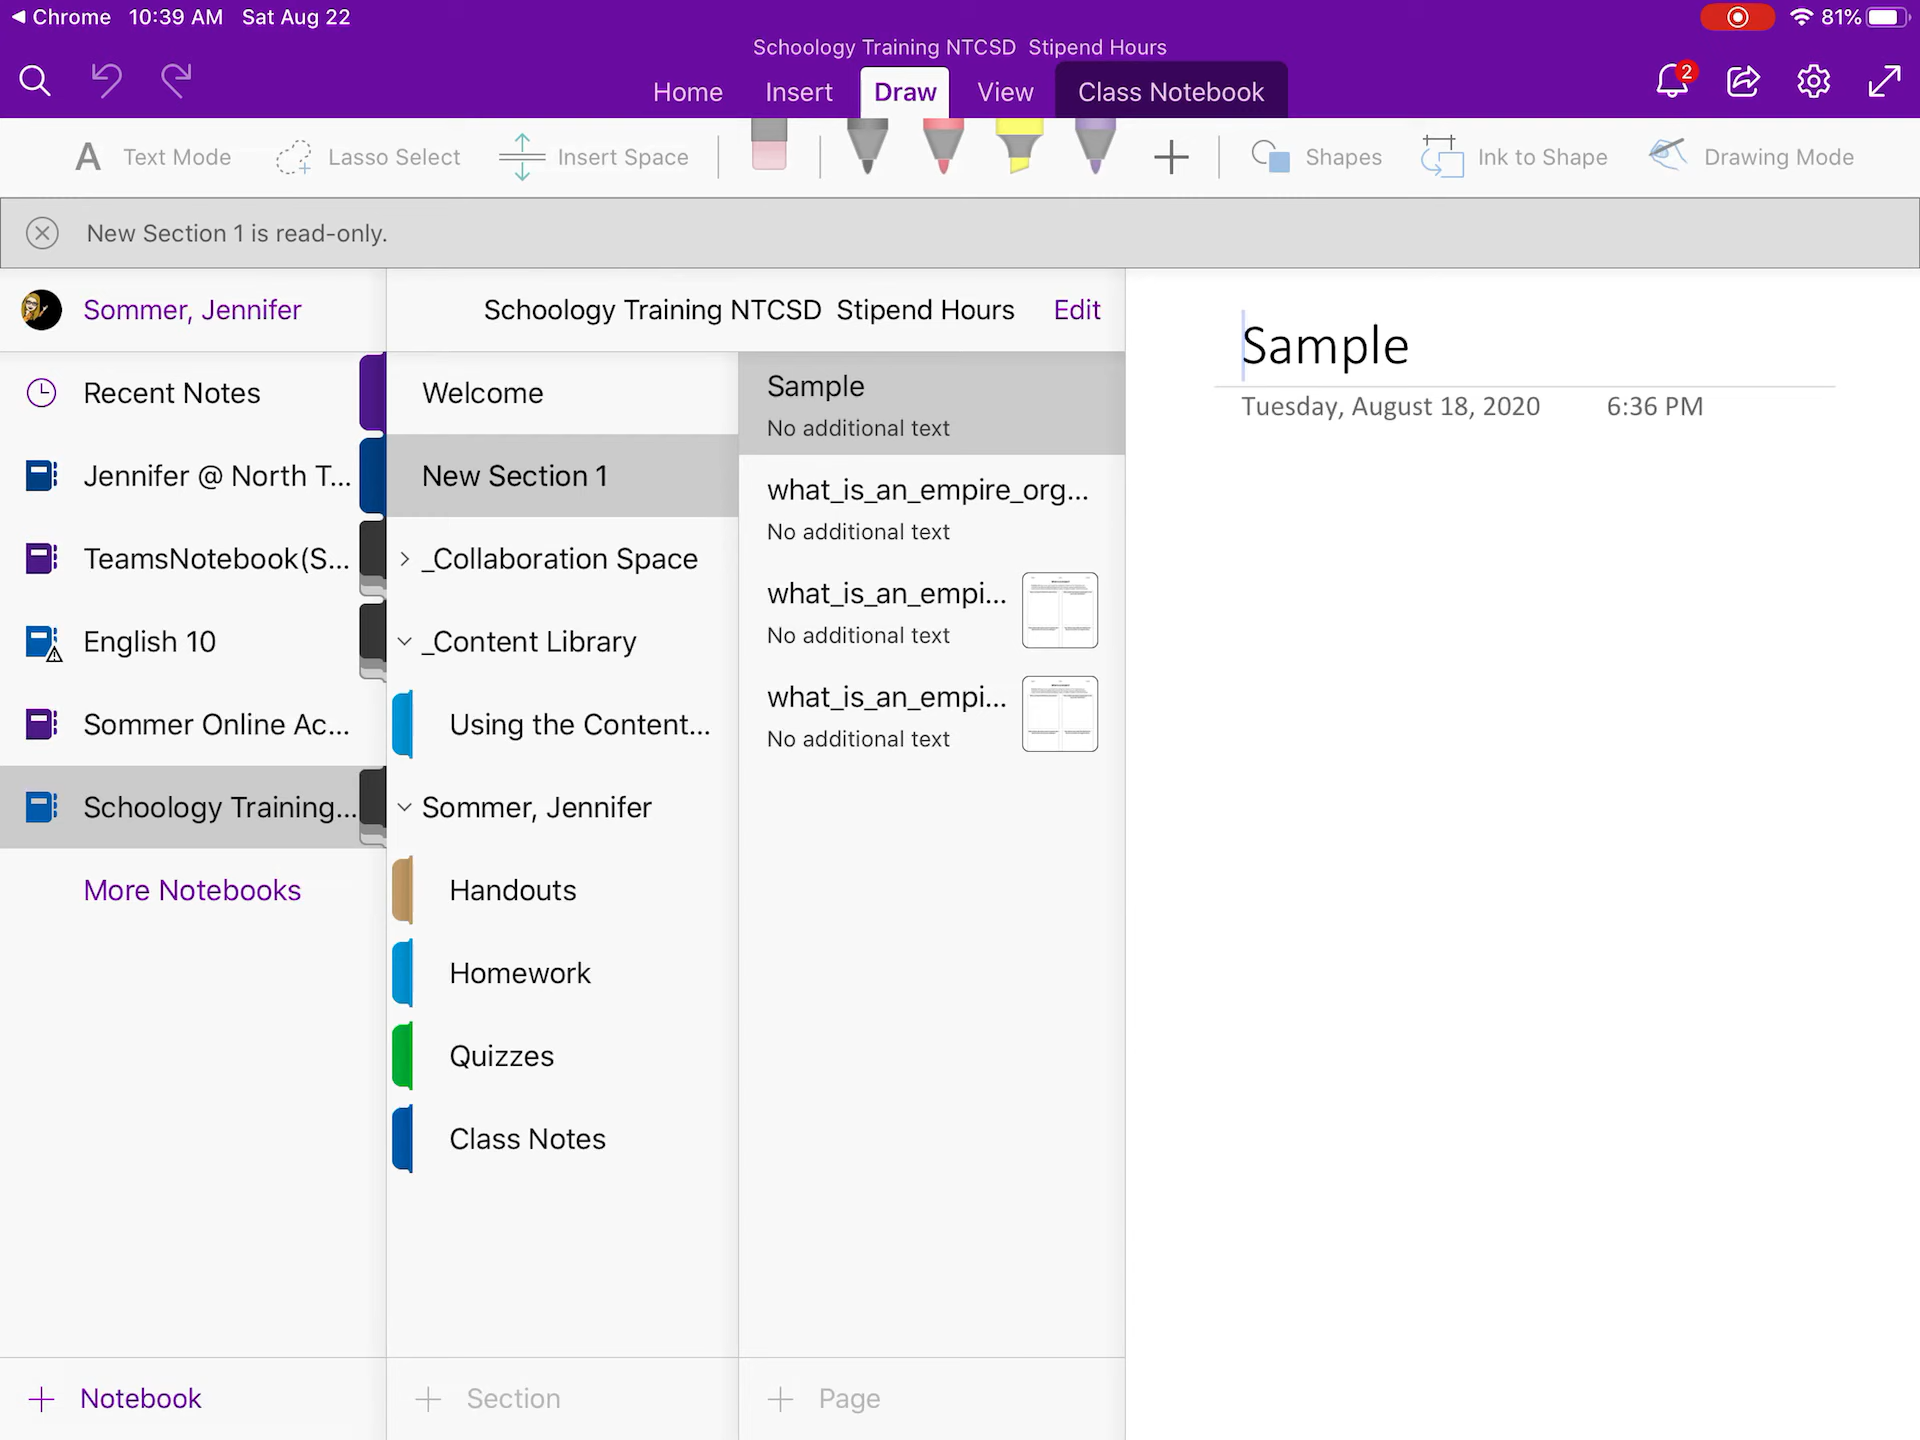 Chrome 10:39 AM Sat Aug 22
81%
Schoology Training NTCSD Stipend Hours
Home Insert Draw View Class Notebook
2
A Text Mode Lasso Select Insert Space Shapes Ink to Shape Drawing Mode
New Section 1 is read-only.
Sommer, Jennifer
Recent Notes
Jennifer @ North T...
TeamsNotebook(S...
English 10
Sommer Online Ac...
Schoology Training...
More Notebooks
Notebook
Schoology Training NTCSD Stipend Hours Edit
Welcome
New Section 1
_Collaboration Space
_Content Library
Using the Content...
Sommer, Jennifer
Handouts
Homework
Quizzes
Class Notes
Section
Sample
No additional text
what_is_an_empire_org...
No additional text
what_is_an_empi...
No additional text
what_is_an_empi...
No additional text
Page
Sample
Tuesday, August 18, 2020 6:36 PM